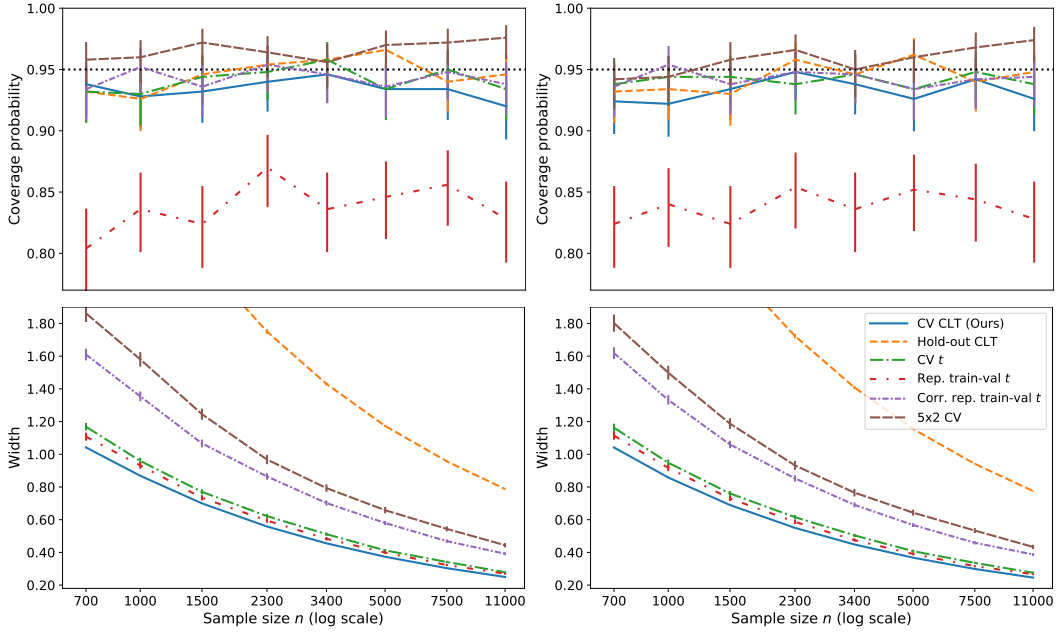 1.00
0.95
0.90
0.85
0.80
Coverage probability
1.00
0.95
0.90
0.85
0.80
Coverage probability
1.80
1.60
1.40
1.20
1.00
0.80
0.60
0.40
0.20
Width
700 1000 1500 2300 3400 5000 7500 11000
Sample size n (log scale)
1.80
1.60
1.40
1.20
1.00
0.80
0.60
0.40
0.20
Width
CV CLT (Ours)
Hold-out CLT
CV t
Rep. train-val t
Corr. rep. train-val t
5x2 CV
700 1000 1500 2300 3400 5000 7500 11000
Sample size n (log scale)